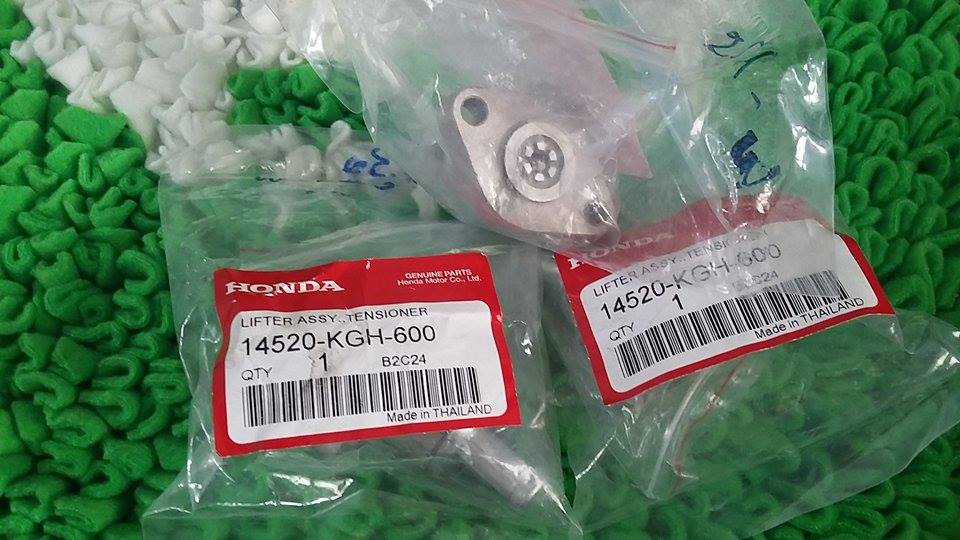 HONDA
GENUINE PARTS
Honda Motor Co., Ltd.
LIFTER ASSY.,TENSIONER
14520-KGH-600
QTY 1 B2C24
Made in THAILAND
HONDA
LIFTER ASSY.,TENSIONER
14520-KGH-600
QTY 1
Made in THAILAND